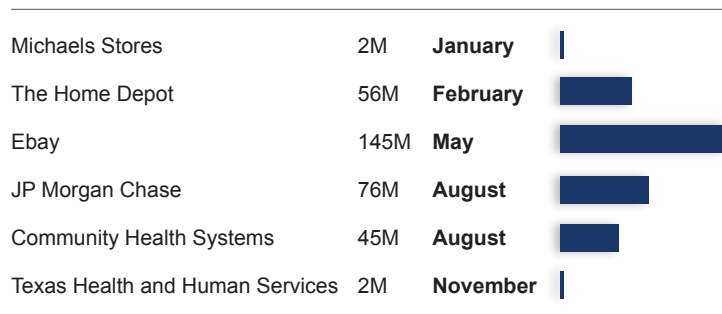 Michaels Stores 2M January
The Home Depot 56M February
Ebay 145M May
JP Morgan Chase 76M August
Community Health Systems 45M August
Texas Health and Human Services 2M November